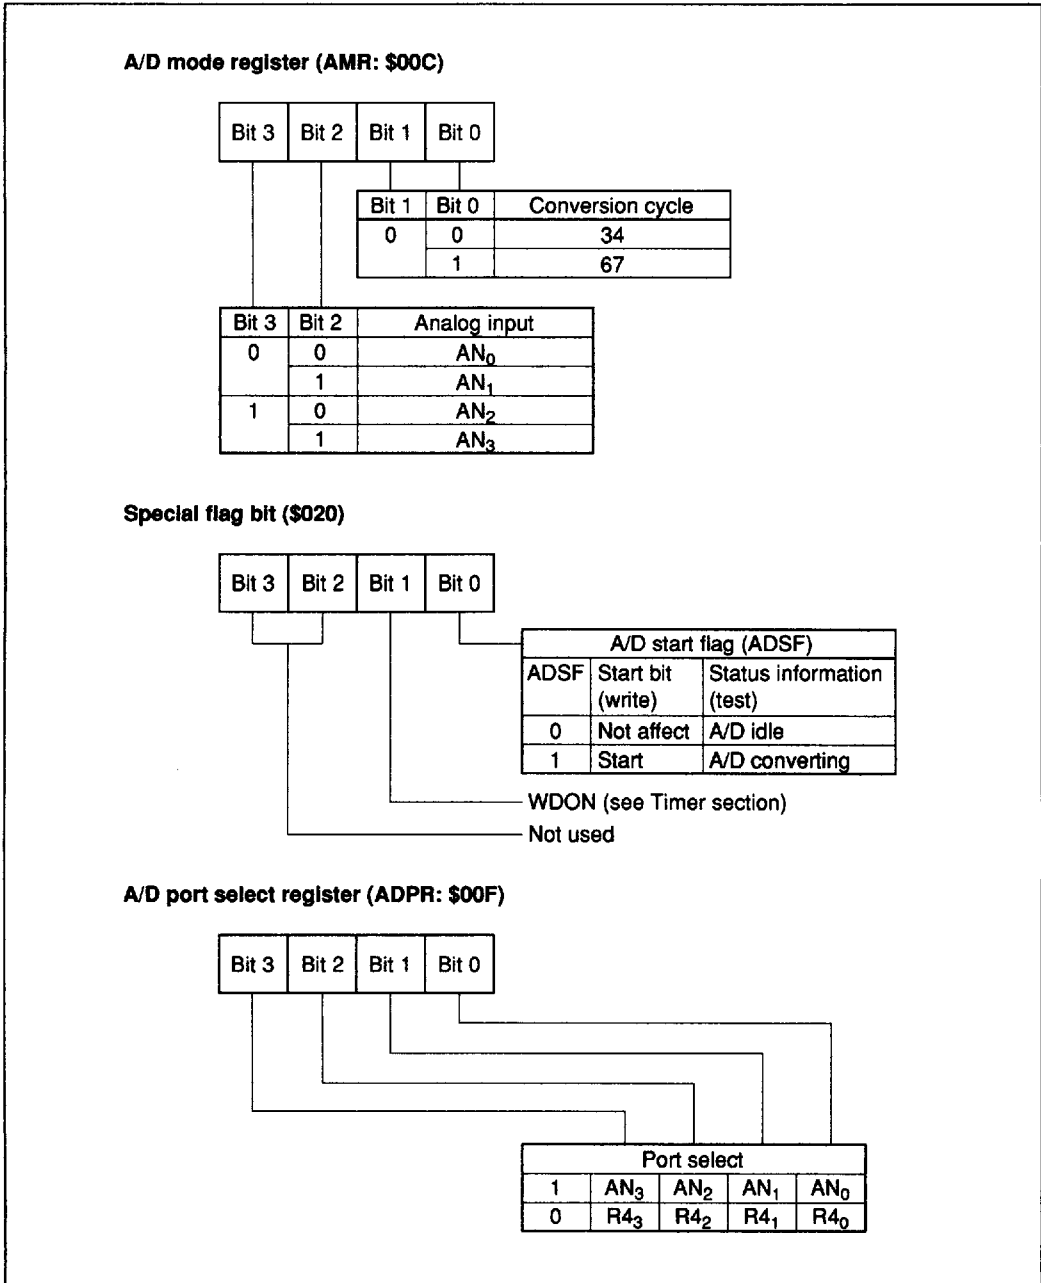 A/D mode register (AMR: $00C)
Bit 3 Bit 2 Bit 1 Bit 0
Bit 1 Bit 0 Conversion cycle
0 0 34
1 67
Bit 3 Bit 2 Analog input
0 0 AN₀
1 AN₁
1 0 AN₂
1 AN₃
Special flag bit ($020)
Bit 3 Bit 2 Bit 1 Bit 0
A/D start flag (ADSF)
ADSF Start bit Status information
(write) (test)
0 Not affect A/D idle
1 Start A/D converting
WDON (see Timer section)
Not used
A/D port select register (ADPR: $00F)
Bit 3 Bit 2 Bit 1 Bit 0
Port select
1 AN₃ AN₂ AN₁ AN₀
0 R4₃ R4₂ R4₁ R4₀